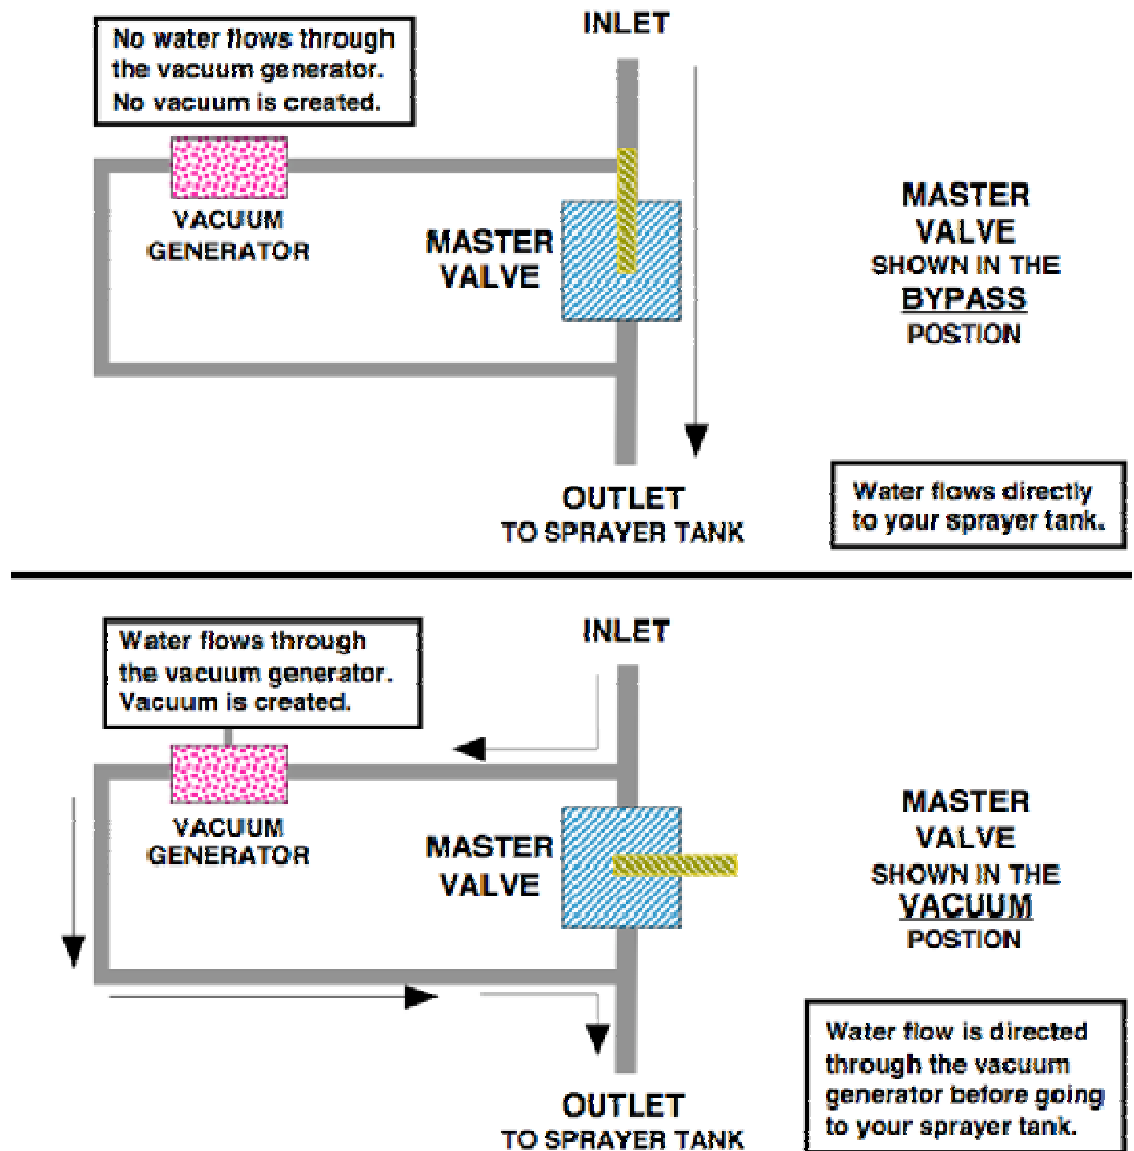 INLET
No water flows through
the vacuum generator.
No vacuum is created.
VACUUM
GENERATOR
MASTER
VALVE
MASTER
VALVE
SHOWN IN THE
BYPASS
POSTION
OUTLET
TO SPRAYER TANK
Water flows directly
to your sprayer tank.
INLET
Water flows through
the vacuum generator.
Vacuum is created.
VACUUM
GENERATOR
MASTER
VALVE
MASTER
VALVE
SHOWN IN THE
VACUUM
POSTION
OUTLET
TO SPRAYER TANK
Water flow is directed
through the vacuum
generator before going
to your sprayer tank.